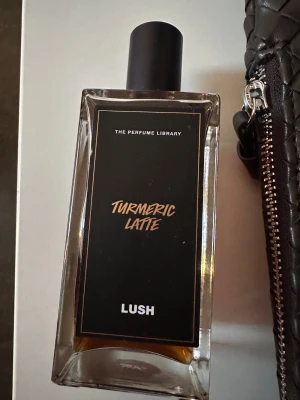 THE PERFUME LIBRARY
TURMERIC
LATTE
LUSH